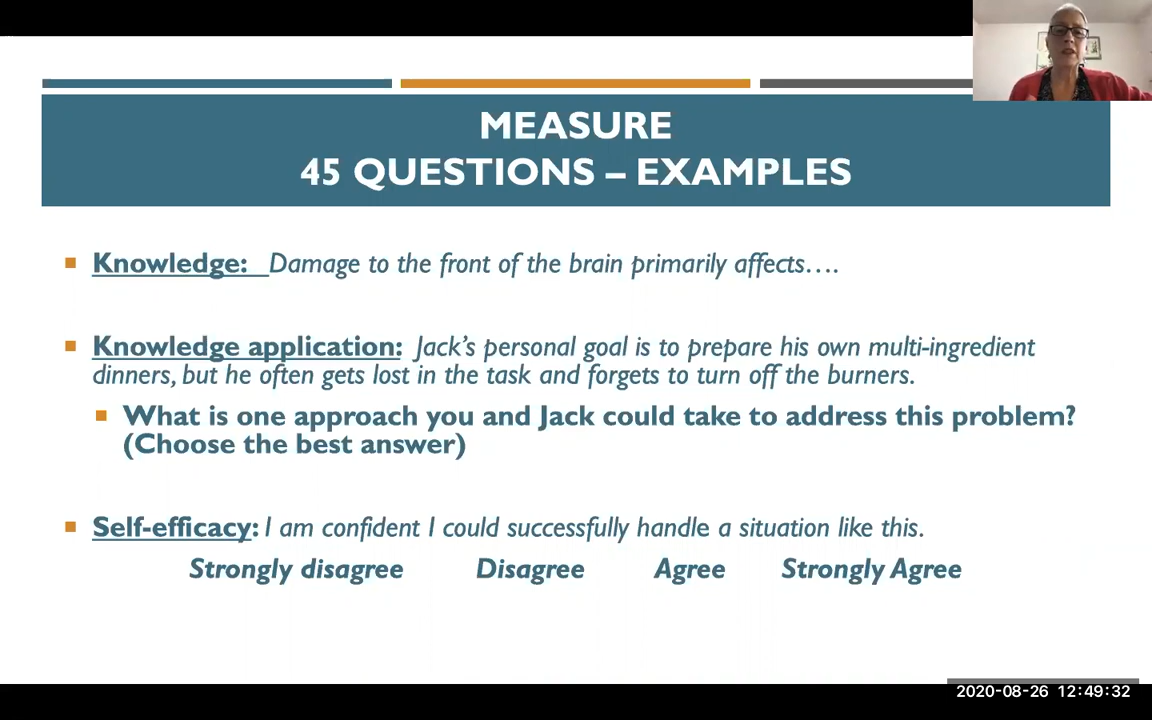 MEASURE
45 QUESTIONS – EXAMPLES
Knowledge: Damage to the front of the brain primarily affects….
Knowledge application: Jack’s personal goal is to prepare his own multi-ingredient
dinners, but he often gets lost in the task and forgets to turn off the burners.
What is one approach you and Jack could take to address this problem?
(Choose the best answer)
Self-efficacy: I am confident I could successfully handle a situation like this.
Strongly disagree Disagree Agree Strongly Agree
2020-08-26 12:49:32